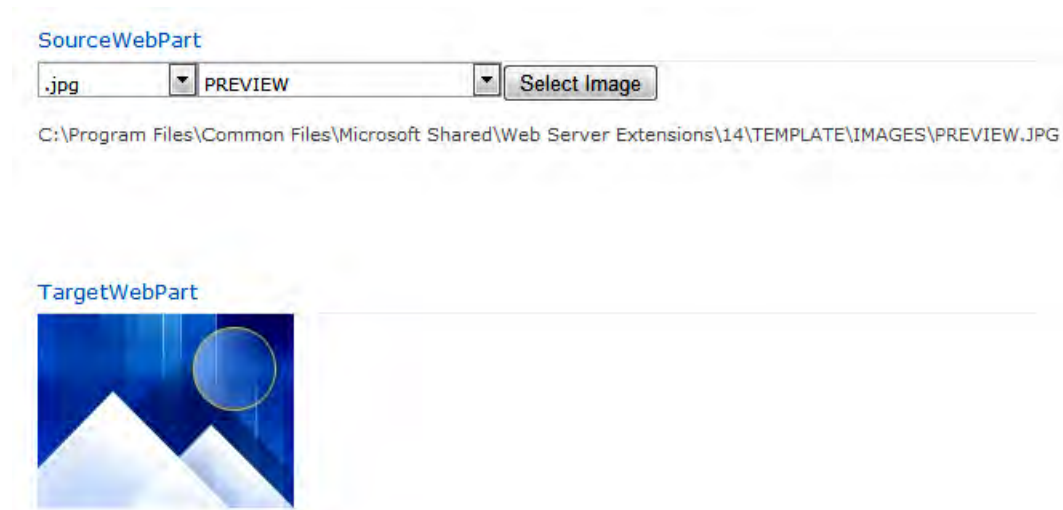 SourceWebPart
.jpg PREVIEW Select Image
C:\Program Files\Common Files\Microsoft Shared\Web Server Extensions\14\TEMPLATE\IMAGES\PREVIEW.JPG
TargetWebPart